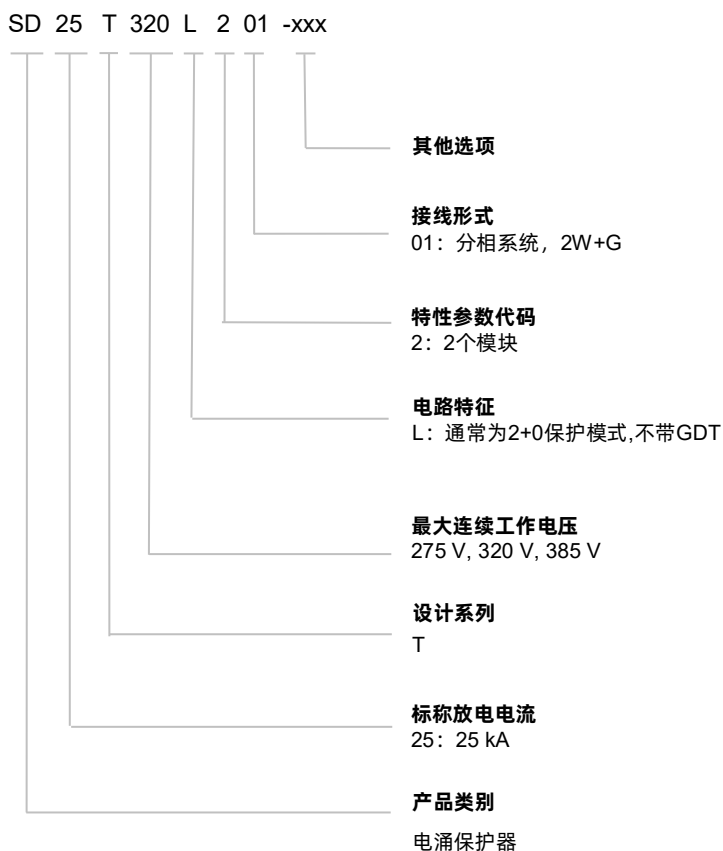 SD 25 T 320 L 2 01 -xxx
其他选项
接线形式
01：分相系统，2W+G
特性参数代码
2：2个模块
电路特征
L：通常为2+0保护模式,不带GDT
最大连续工作电压
275 V, 320 V, 385 V
设计系列
T
标称放电电流
25：25 kA
产品类别
电涌保护器